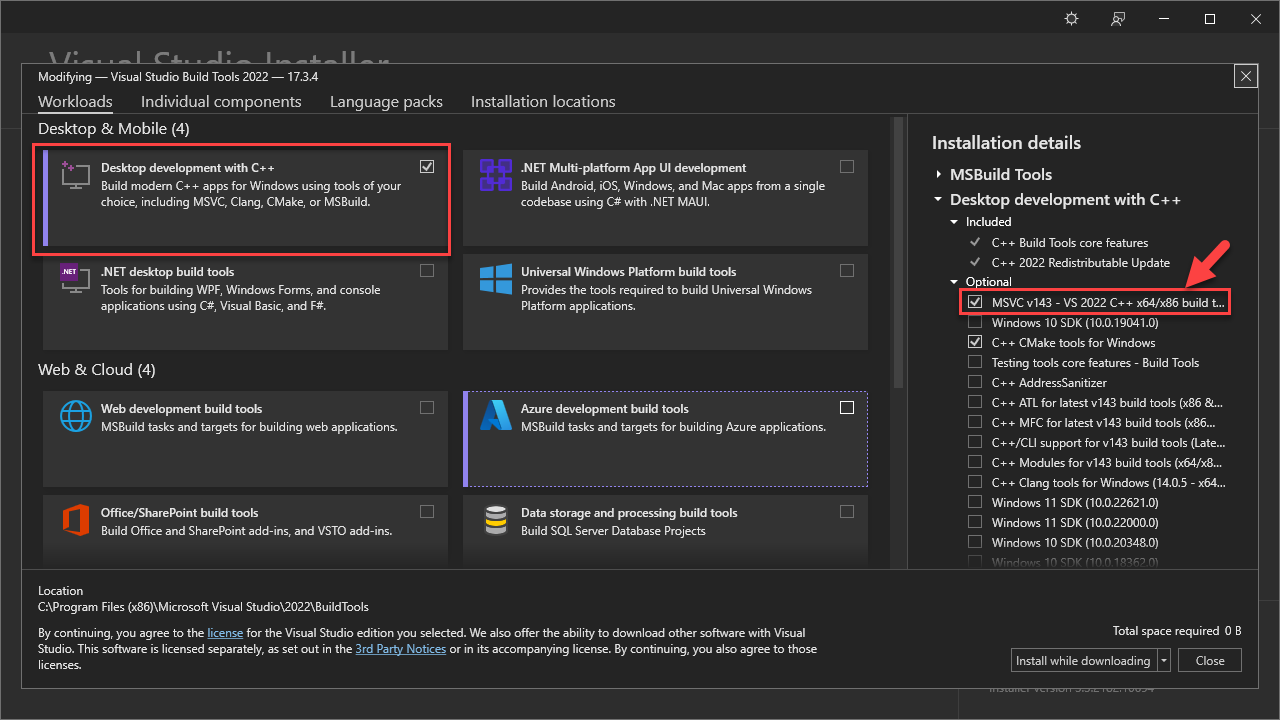 Visual Studio Installer
Modifying — Visual Studio Build Tools 2022 — 17.3.4
Workloads
Individual components
Language packs
Installation locations
Desktop & Mobile (4)
Desktop development with C++
Build modern C++ apps for Windows using tools of your
choice, including MSVC, Clang, CMake, or MSBuild.
.NET Multi-platform App UI development
Build Android, iOS, Windows, and Mac apps from a single
codebase using C# with .NET MAUI.
.NET
.NET desktop build tools
Tools for building WPF, Windows Forms, and console
applications using C#, Visual Basic, and F#.
Universal Windows Platform build tools
Provides the tools required to build Universal Windows
Platform applications.
Web & Cloud (4)
Web development build tools
MSBuild tasks and targets for building web applications.
Azure development build tools
MSBuild tasks and targets for building Azure applications.
Office/SharePoint build tools
Build Office and SharePoint add-ins, and VSTO add-ins.
Data storage and processing build tools
Build SQL Server Database Projects
Installation details
MSBuild Tools
Desktop development with C++
Included
C++ Build Tools core features
C++ 2022 Redistributable Update
Optional
MSVC v143 - VS 2022 C++ x64/x86 build t...
Windows 10 SDK (10.0.19041.0)
C++ CMake tools for Windows
Testing tools core features - Build Tools
C++ AddressSanitizer
C++ ATL for latest v143 build tools (x86 &...
C++ MFC for latest v143 build tools (x86...
C++/CLI support for v143 build tools (Late...
C++ Modules for v143 build tools (x64/x8...
C++ Clang tools for Windows (14.0.5 - x64...
Windows 11 SDK (10.0.22621.0)
Windows 11 SDK (10.0.22000.0)
Windows 10 SDK (10.0.20348.0)
Windows 10 SDK (10.0.18362.0)
Location
C:\Program Files (x86)\Microsoft Visual Studio\2022\BuildTools
By continuing, you agree to the license for the Visual Studio edition you selected. We also offer the ability to download other software with Visual
Studio. This software is licensed separately, as set out in the 3rd Party Notices or in its accompanying license. By continuing, you also agree to those
licenses.
Total space required 0 B
Install while downloading
Close
Installer version